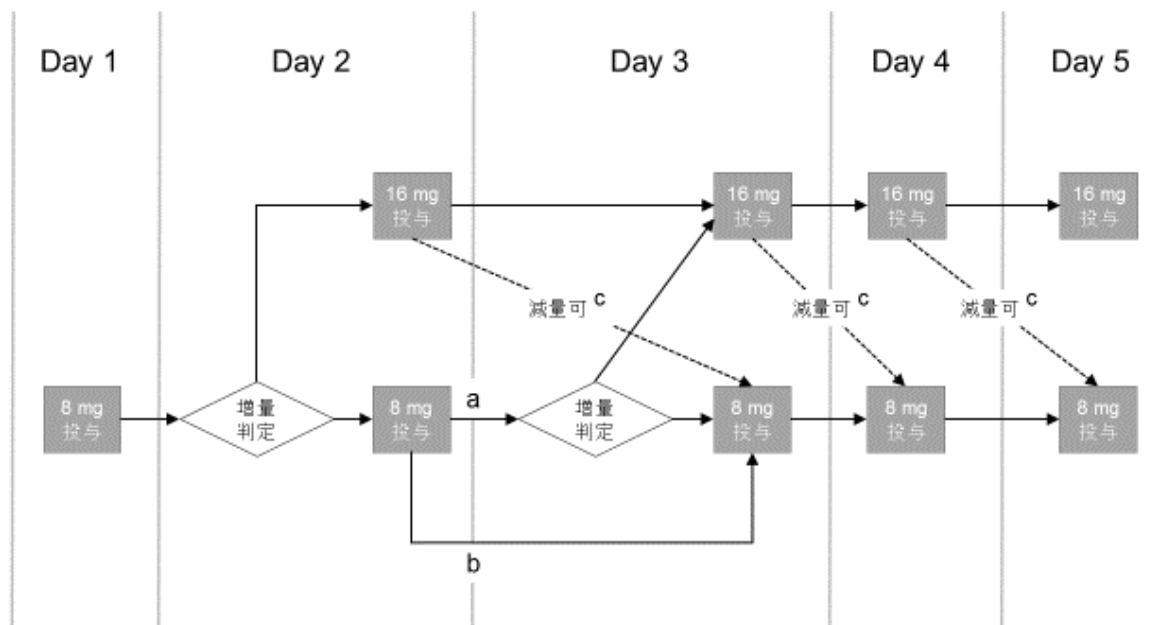 Day 1
Day 2
Day 3
Day 4
Day 5
16 mg
投与
16 mg
投与
16 mg
投与
16 mg
投与
減量可 c
減量可 c
減量可 c
8 mg
投与
増量
判定
8 mg
投与
a
増量
判定
8 mg
投与
8 mg
投与
8 mg
投与
b